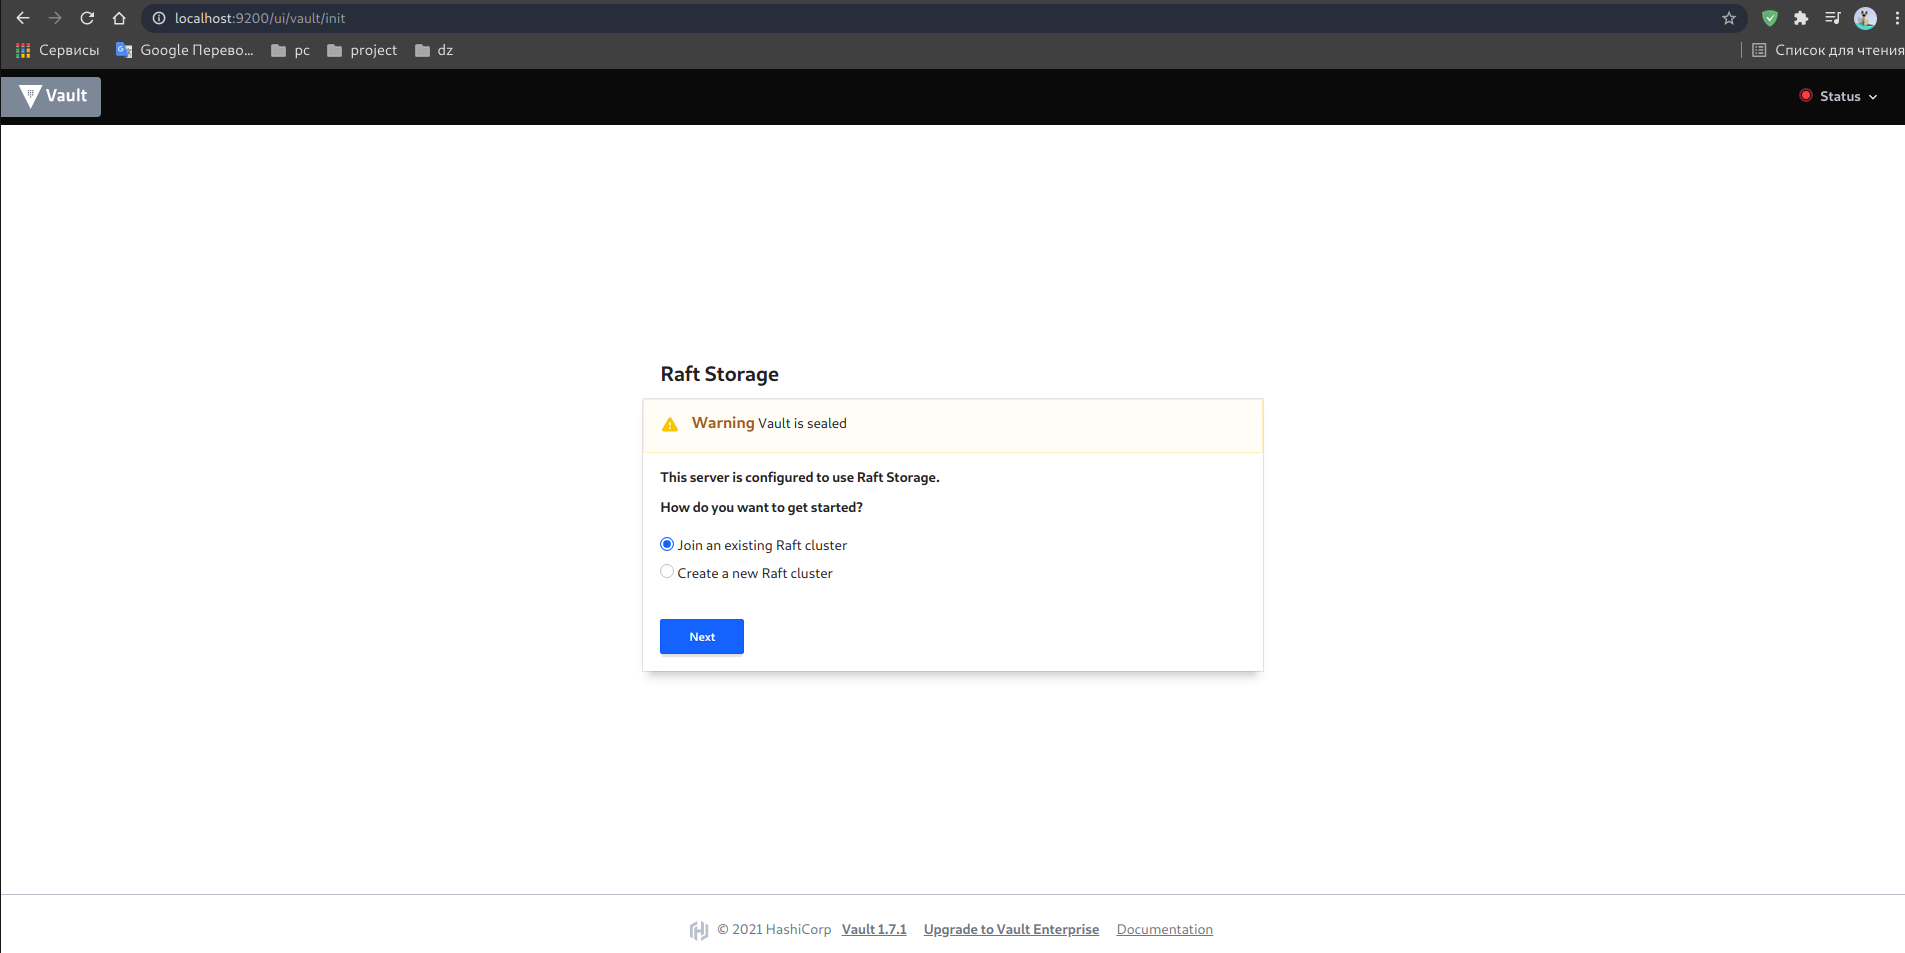 localhost:9200/ui/vault/init
Сервисы Google Перево... pc project dz Список для чтения
Vault Status
Raft Storage
Warning Vault is sealed
This server is configured to use Raft Storage.
How do you want to get started?
Join an existing Raft cluster
Create a new Raft cluster
Next
© 2021 HashiCorp Vault 1.7.1 Upgrade to Vault Enterprise Documentation